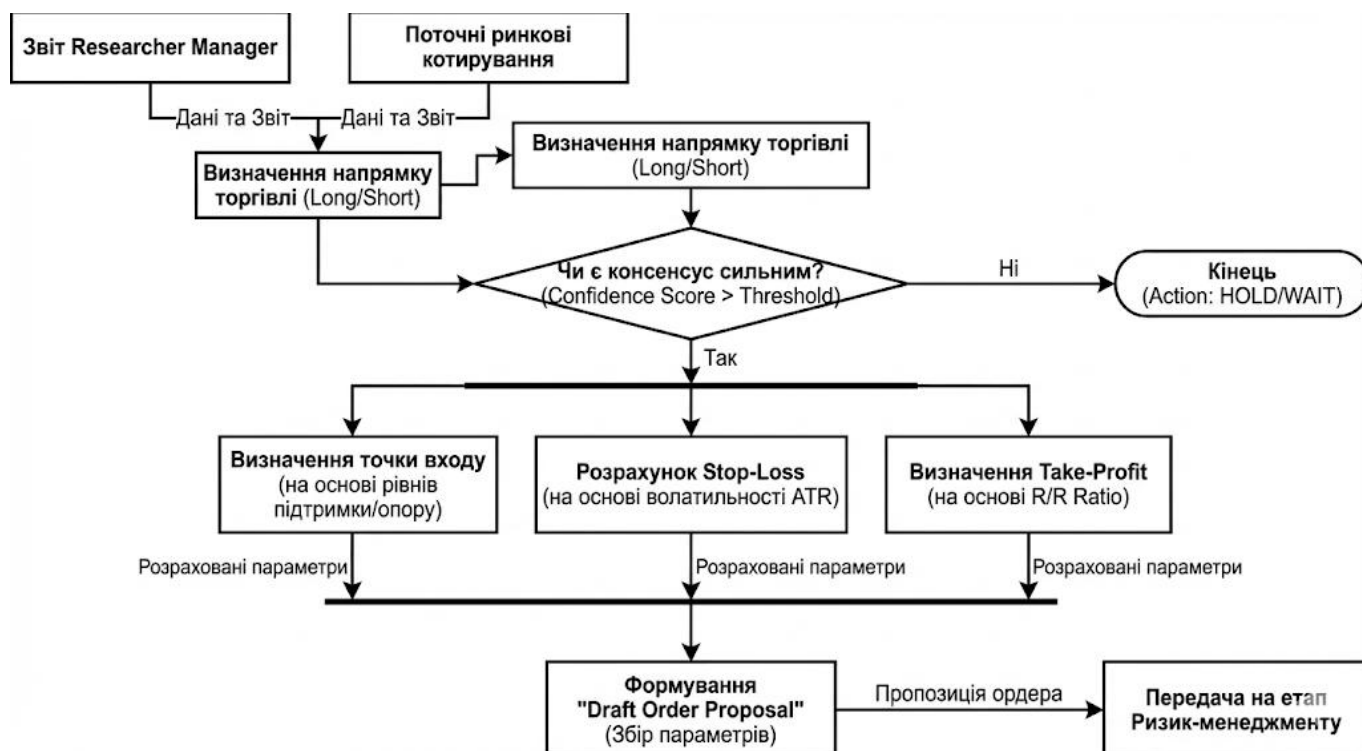 Звіт Researcher Manager
Поточні ринкові
котирування
Дані та Звіт
Дані та Звіт
Визначення напрямку
торгівлі (Long/Short)
Визначення напрямку торгівлі
(Long/Short)
Чи є консенсус сильним?
(Confidence Score > Threshold)
Ні
Кінець
(Action: HOLD/WAIT)
Так
Визначення точки входу
(на основі рівнів
підтримки/опору)
Розрахунок Stop-Loss
(на основі волатильності ATR)
Визначення Take-Profit
(на основі R/R Ratio)
Розраховані параметри
Розраховані параметри
Розраховані параметри
Формування
"Draft Order Proposal"
(Збір параметрів)
Пропозиція ордера
Передача на етап
Ризик-менеджменту